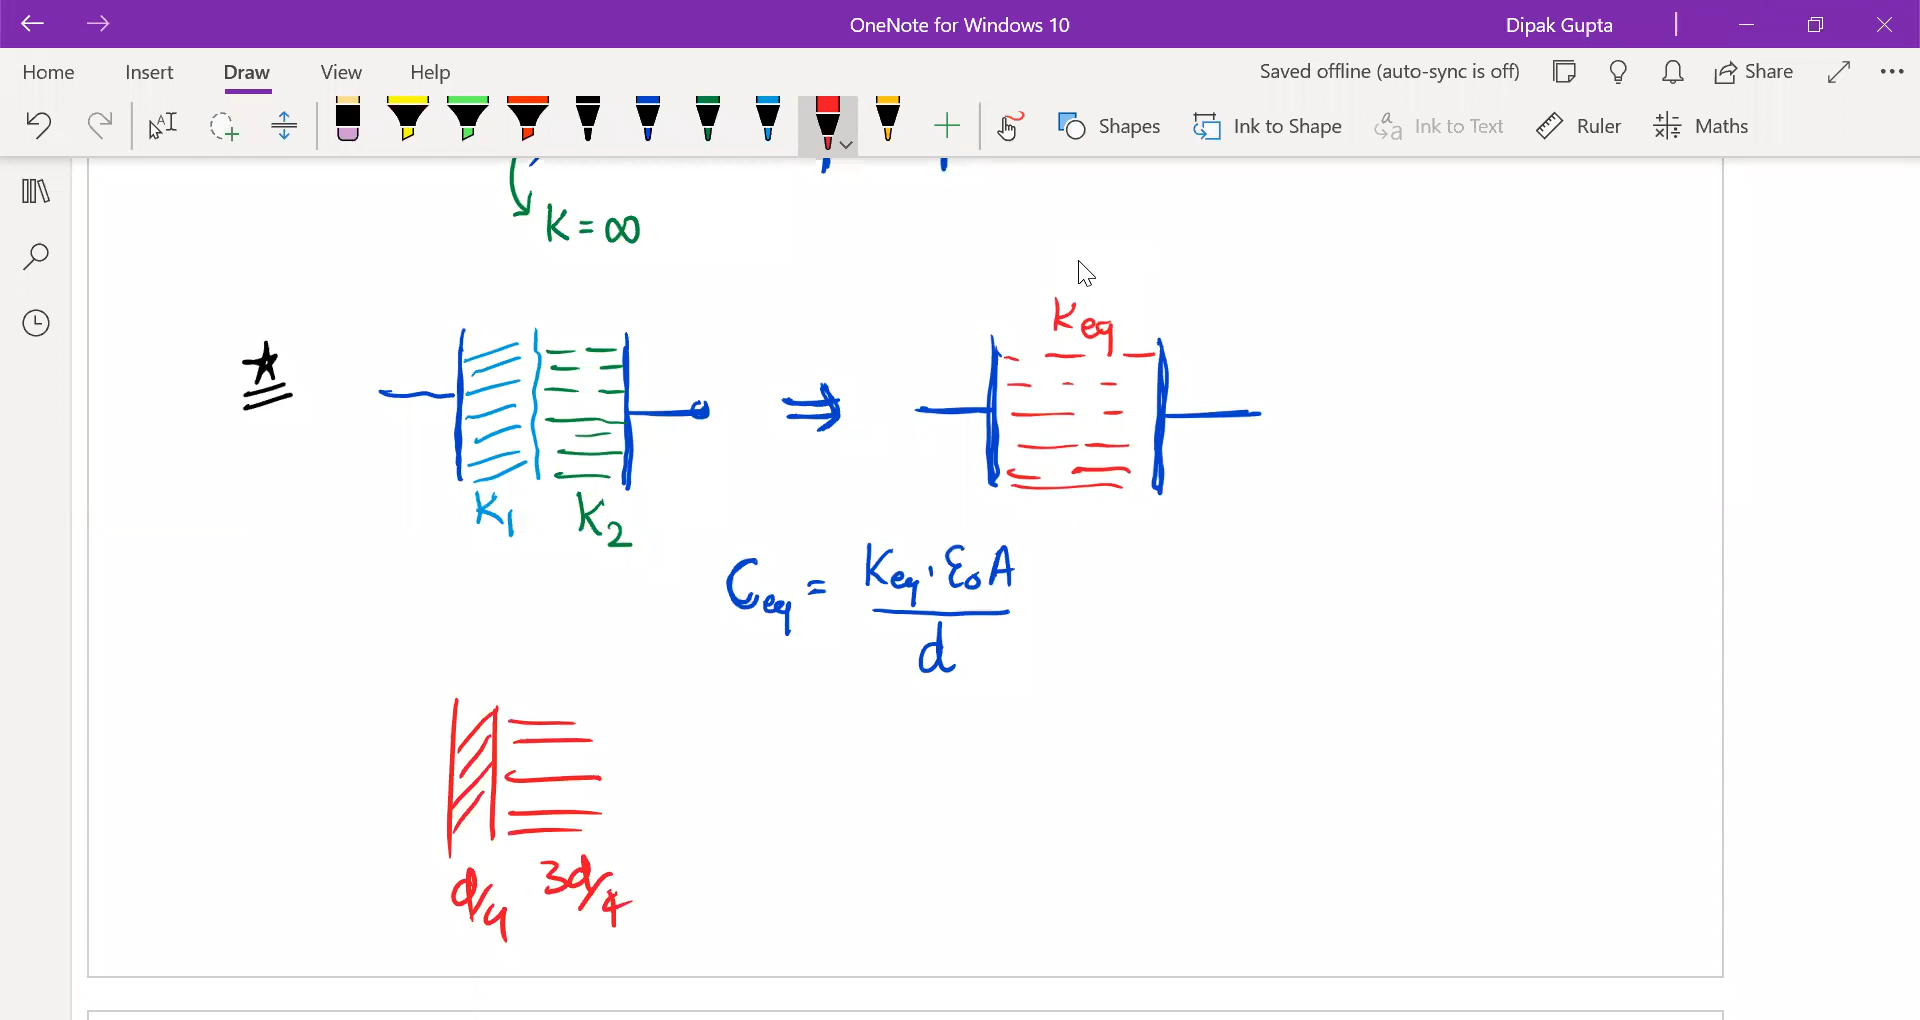 OneNote for Windows 10
Dipak Gupta
Home Insert Draw View Help
Saved offline (auto-sync is off)
Share
Shapes
Ink to Shape
Ink to Text
Ruler
Maths
K = ∞
Keq
K1 K2
Ceq = Keq · ε0 A / d
d/4 3d/4